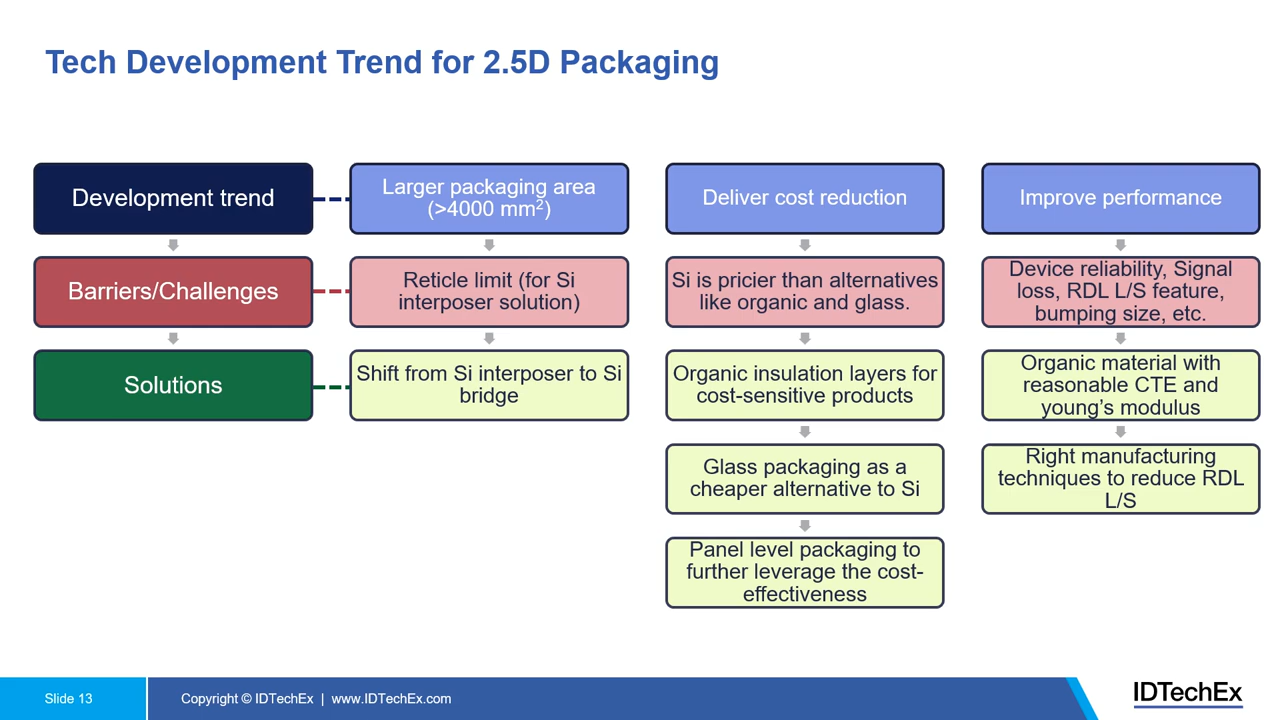 Tech Development Trend for 2.5D Packaging
Development trend
Larger packaging area
(>4000 mm²)
Deliver cost reduction
Improve performance
Barriers/Challenges
Reticle limit (for Si
interposer solution)
Si is pricier than alternatives
like organic and glass.
Device reliability, Signal
loss, RDL L/S feature,
bumping size, etc.
Solutions
Shift from Si interposer to Si
bridge
Organic insulation layers for
cost-sensitive products
Organic material with
reasonable CTE and
young's modulus
Glass packaging as a
cheaper alternative to Si
Right manufacturing
techniques to reduce RDL
L/S
Panel level packaging to
further leverage the cost-
effectiveness
Slide 13
Copyright © IDTechEx | www.IDTechEx.com
IDTechEx